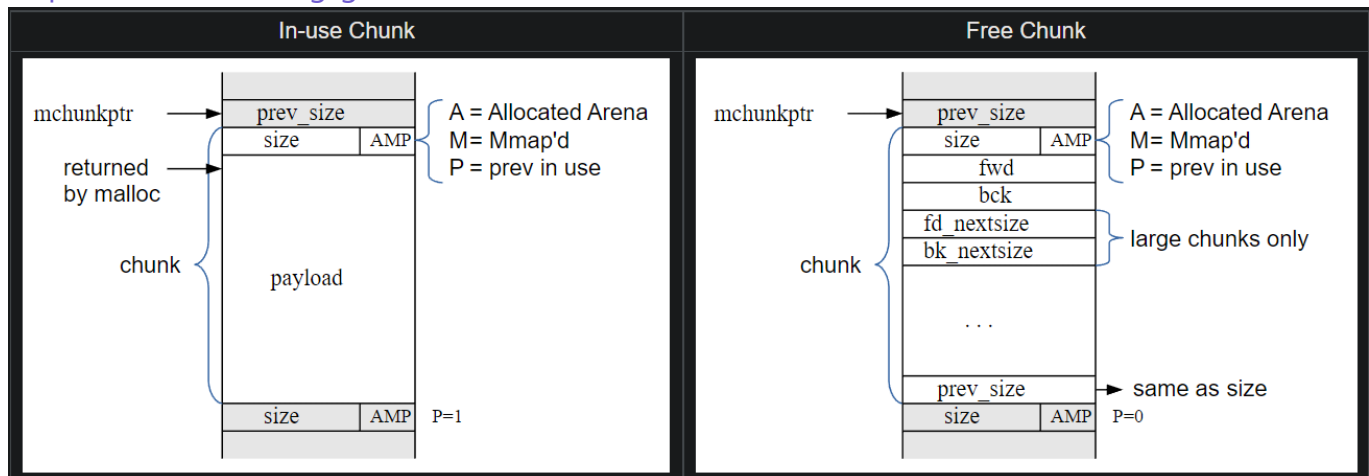 In-use Chunk
mchunkptr
prev_size
size
AMP
A = Allocated Arena
M= Mmap'd
P = prev in use
returned
by malloc
chunk
payload
size
AMP
P=1
Free Chunk
mchunkptr
prev_size
size
AMP
A = Allocated Arena
M= Mmap'd
P = prev in use
fwd
bck
fd_nextsize
bk_nextsize
large chunks only
chunk
. . .
prev_size
same as size
size
AMP
P=0